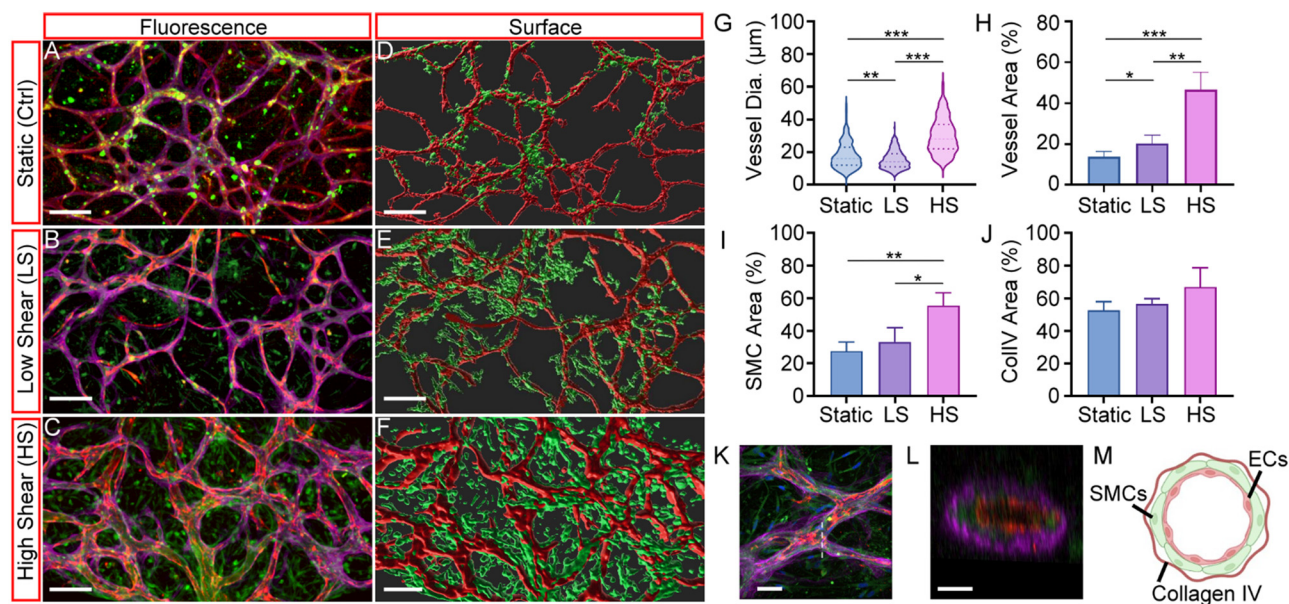 Fluorescence
Surface
Static (Ctrl)
A
D
Low Shear (LS)
B
E
High Shear (HS)
C
F
G
Vessel Dia. (µm)
100
80
60
40
20
0
***
***
**
Static LS HS
H
Vessel Area (%)
80
60
40
20
0
***
**
*
Static LS HS
I
SMC Area (%)
100
80
60
40
20
0
**
*
Static LS HS
J
ColIV Area (%)
100
80
60
40
20
0
Static LS HS
K
L
M
ECs
SMCs
Collagen IV